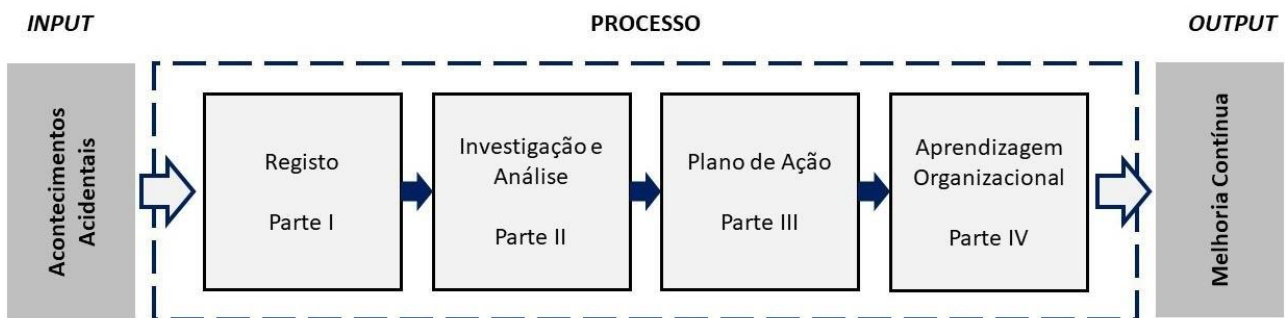 INPUT
PROCESSO
OUTPUT
Acontecimentos
Acidentais
Registo
Parte I
Investigação e
Análise
Parte II
Plano de Ação
Parte III
Aprendizagem
Organizacional
Parte IV
Melhoria Contínua